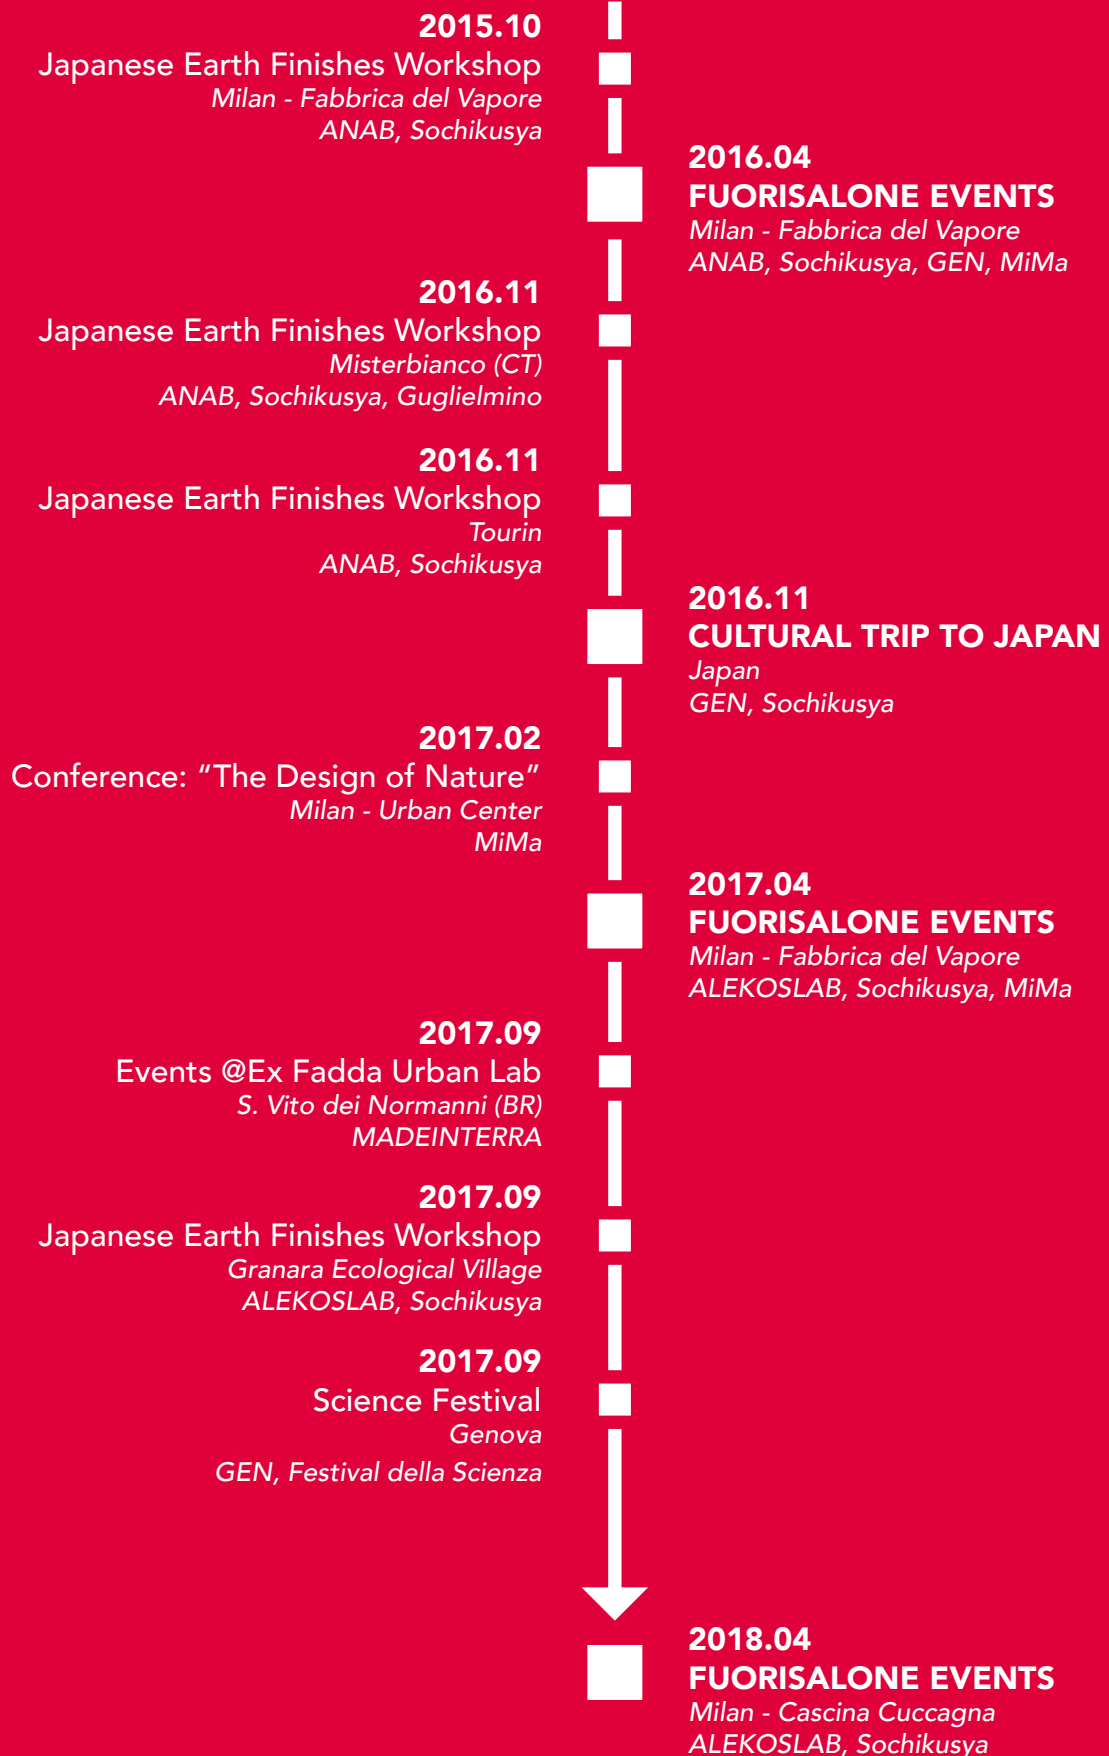 2015.10
Japanese Earth Finishes Workshop
Milan - Fabbrica del Vapore
ANAB, Sochikusya
2016.04
FUORISALONE EVENTS
Milan - Fabbrica del Vapore
ANAB, Sochikusya, GEN, MiMa
2016.11
Japanese Earth Finishes Workshop
Misterbianco (CT)
ANAB, Sochikusya, Guglielmino
2016.11
Japanese Earth Finishes Workshop
Tourin
ANAB, Sochikusya
2016.11
CULTURAL TRIP TO JAPAN
Japan
GEN, Sochikusya
2017.02
Conference: “The Design of Nature”
Milan - Urban Center
MiMa
2017.04
FUORISALONE EVENTS
Milan - Fabbrica del Vapore
ALEKOSLAB, Sochikusya, MiMa
2017.09
Events @Ex Fadda Urban Lab
S. Vito dei Normanni (BR)
MADEINTERRA
2017.09
Japanese Earth Finishes Workshop
Granara Ecological Village
ALEKOSLAB, Sochikusya
2017.09
Science Festival
Genova
GEN, Festival della Scienza
2018.04
FUORISALONE EVENTS
Milan - Cascina Cuccagna
ALEKOSLAB, Sochikusya